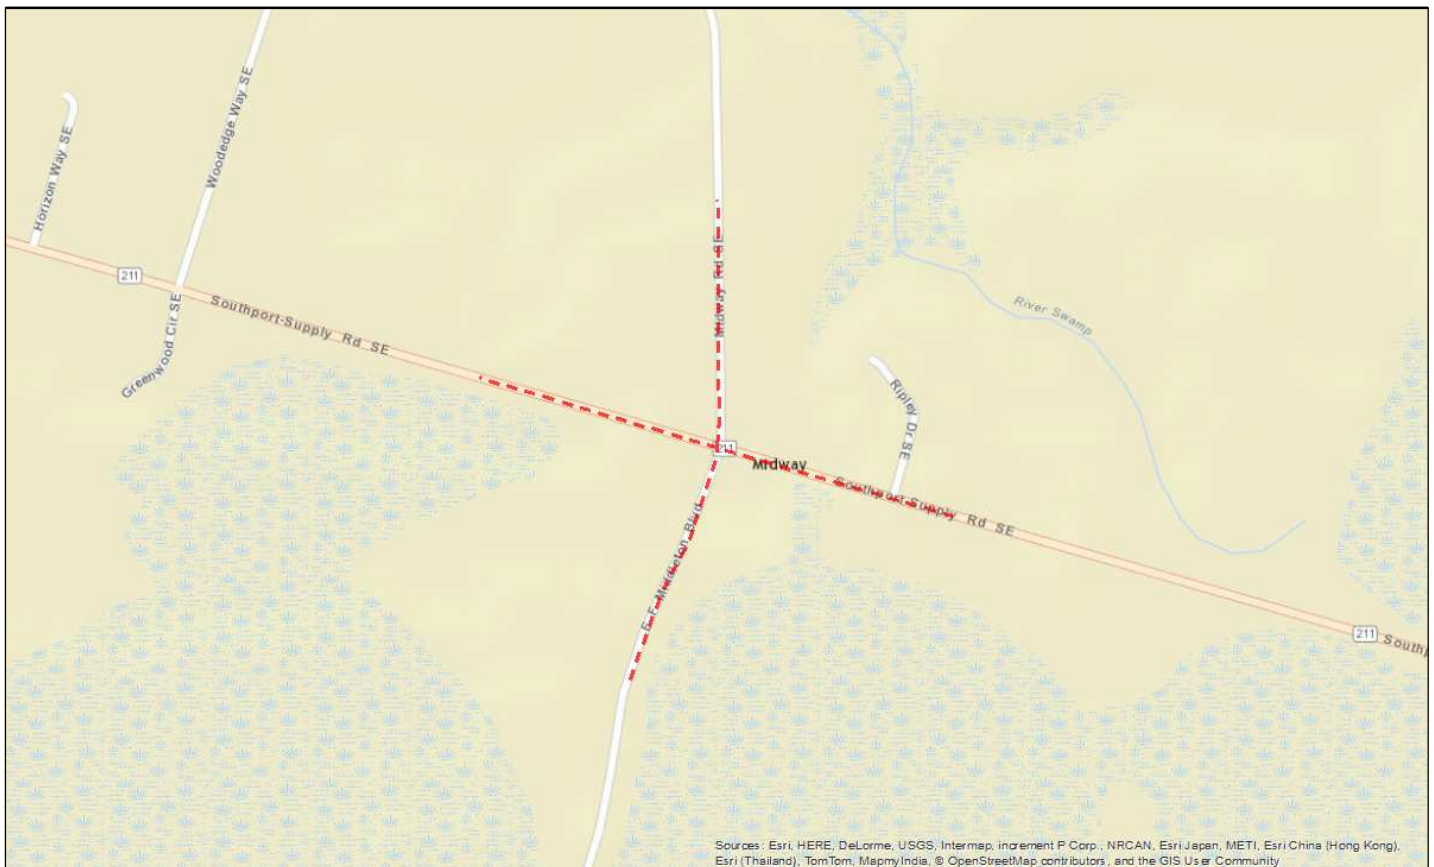 Horizon Way SE
Woodedge Way SE
211
Southport-Supply Rd SE
Greenwood Cir SE
Midway Rd SE
River Swamp
Ripley Dr SE
211
Midway
Southport-Supply Rd SE
E F Middleton Blvd
211
Southp
Sources: Esri, HERE, DeLorme, USGS, Intermap, increment P Corp., NRCAN, Esri Japan, METI, Esri China (Hong Kong),
Esri (Thailand), TomTom, MapmyIndia, © OpenStreetMap contributors, and the GIS User Community